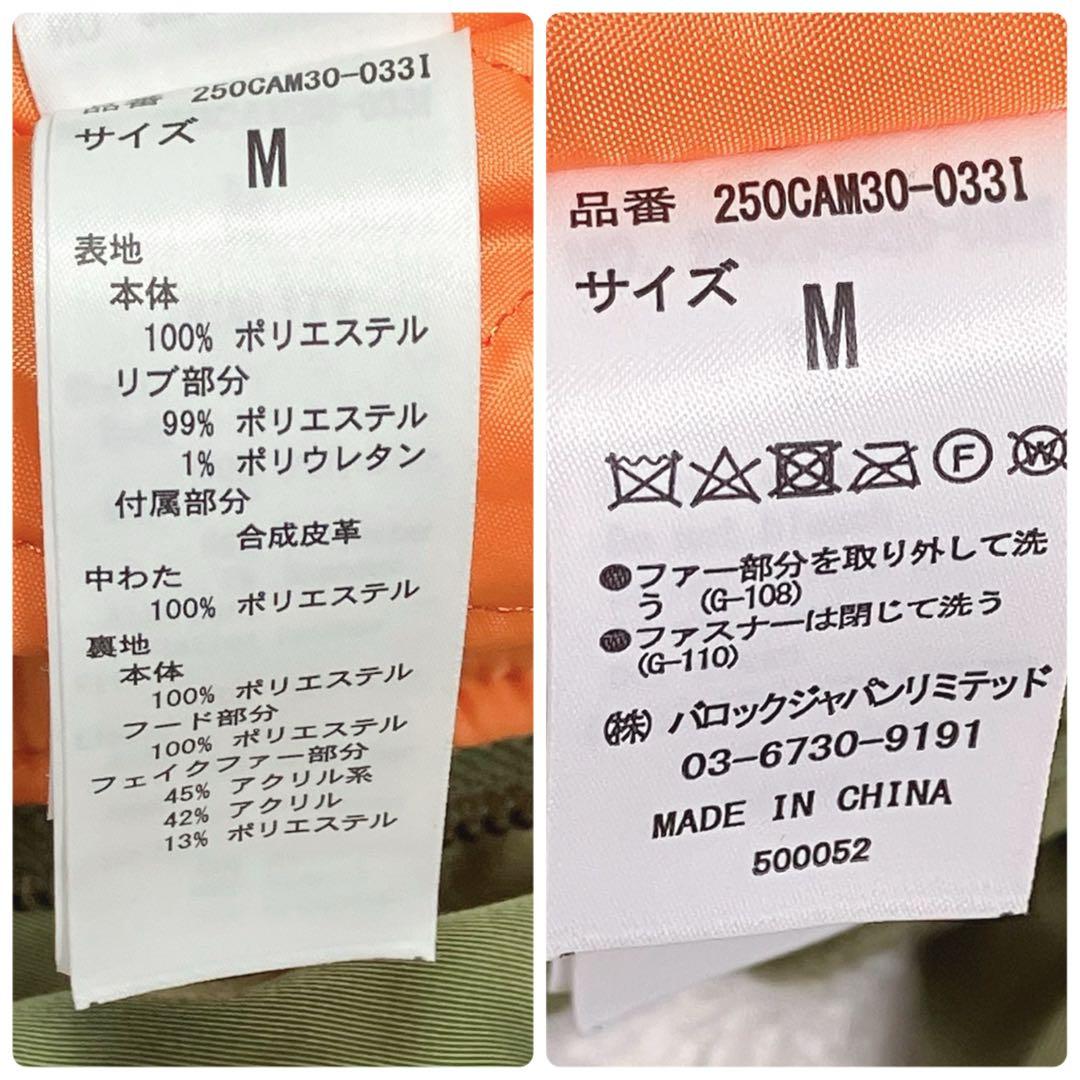 品番 250CAM30-033I
サイズ
M
表地
本体
100% ポリエステル
リブ部分
99% ポリエステル
1% ポリウレタン
付属部分
合成皮革
中わた
100% ポリエステル
裏地
本体
100% ポリエステル
フード部分
100% ポリエステル
フェイクファー部分
45% アクリル系
42% アクリル
13% ポリエステル
品番 250CAM30-033I
サイズ
M
F
W
●ファー部分を取り外して洗
う (G-108)
●ファスナーは閉じて洗う
(G-110)
(株) バロックジャパンリミテッド
03-6730-9191
MADE IN CHINA
500052